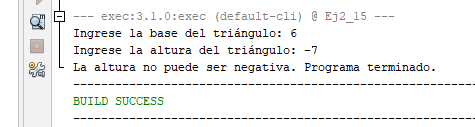 --- exec:3.1.0:exec (default-cli) @ Ej2_15 ---
Ingrese la base del triángulo: 6
Ingrese la altura del triángulo: -7
La altura no puede ser negativa. Programa terminado.
------------------------------------------------------------------------
BUILD SUCCESS
------------------------------------------------------------------------